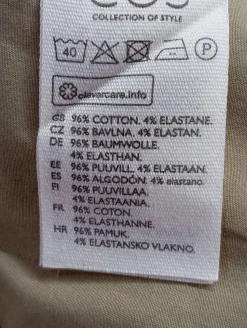 COS
COLLECTION OF STYLE
40 P
clevercare.info
GB 96% COTTON. 4% ELASTANE.
CZ 96% BAVLNA. 4% ELASTAN.
DE 96% BAUMWOLLE.
4% ELASTHAN.
EE 96% PUUVILL. 4% ELASTAAN.
ES 96% ALGODÓN. 4% elastano.
FI 96% PUUVILLAA.
4% ELASTAANIA.
FR 96% COTON.
4% ELASTHANNE.
HR 96% PAMUK.
4% ELASTANSKO VLAKNO.